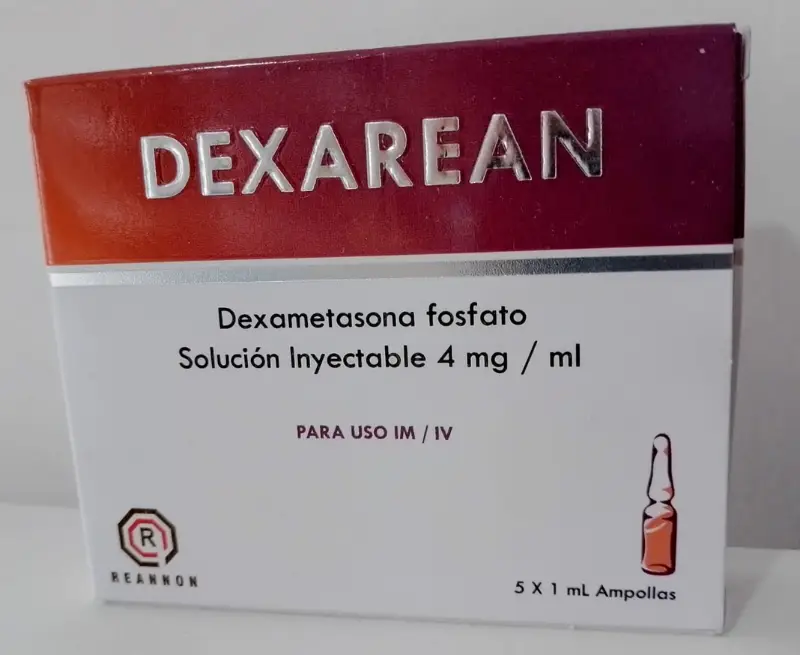 DEXAREAN
Dexametasona fosfato
Solución Inyectable 4 mg / ml
PARA USO IM / IV
R
REANNON
5 X 1 mL Ampollas